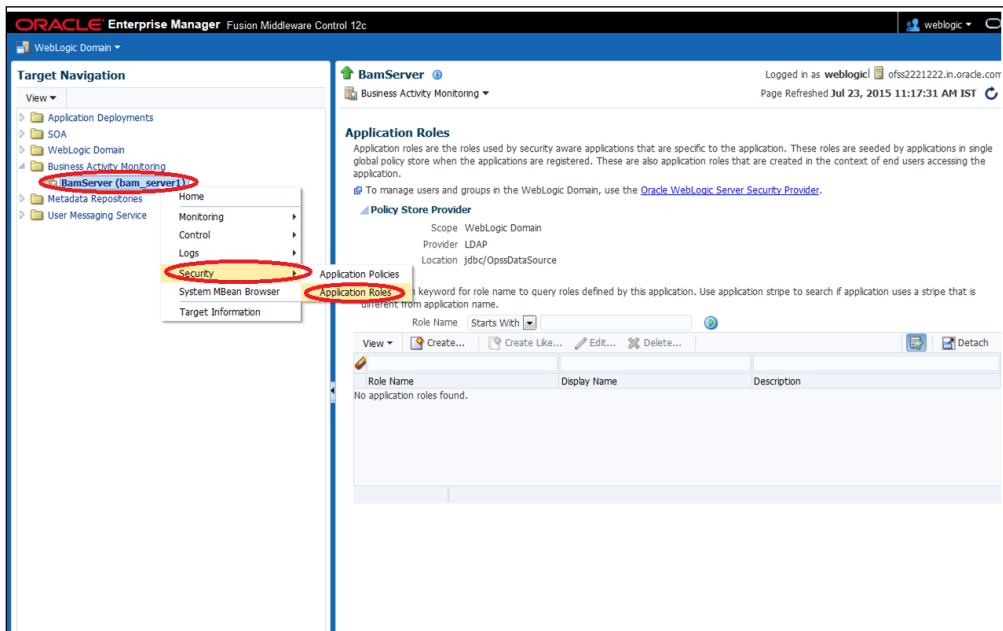 ORACLE Enterprise Manager Fusion Middleware Control 12c
weblogic
WebLogic Domain
Target Navigation
View
Application Deployments
SOA
WebLogic Domain
Business Activity Monitoring
BamServer (bam_server1)
Metadata Repositories
User Messaging Service
Home
Monitoring
Control
Logs
Security
System MBean Browser
Target Information
Application Policies
Application Roles
BamServer
Logged in as weblogic
ofss2221222.in.oracle.com
Business Activity Monitoring
Page Refreshed Jul 23, 2015 11:17:31 AM IST
Application Roles
Application roles are the roles used by security aware applications that are specific to the application. These roles are seeded by applications in single
global policy store when the applications are registered. These are also application roles that are created in the context of end users accessing the
application.
To manage users and groups in the WebLogic Domain, use the Oracle WebLogic Server Security Provider.
Policy Store Provider
Scope WebLogic Domain
Provider LDAP
Location jdbc/OpssDataSource
keyword for role name to query roles defined by this application. Use application stripe to search if application uses a stripe that is
different from application name.
Role Name Starts With
View Create... Create Like... Edit... Delete... Detach
Role Name Display Name Description
No application roles found.